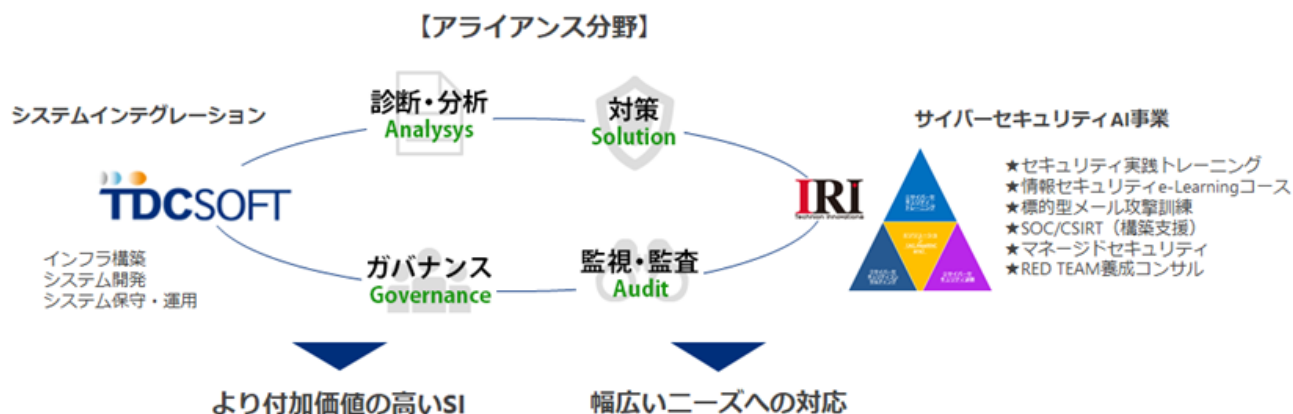 【アライアンス分野】
システムインテグレーション
診断・分析
Analysys
対策
Solution
サイバーセキュリティAI事業
TDCSOFT
IRI
Technion Innovations
★セキュリティ実践トレーニング
★情報セキュリティe-Learningコース
★標的型メール攻撃訓練
★SOC/CSIRT（構築支援）
★マネージドセキュリティ
★RED TEAM養成コンサル
インフラ構築
システム開発
システム保守・運用
ガバナンス
Governance
監視・監査
Audit
より付加価値の高いSI
幅広いニーズへの対応